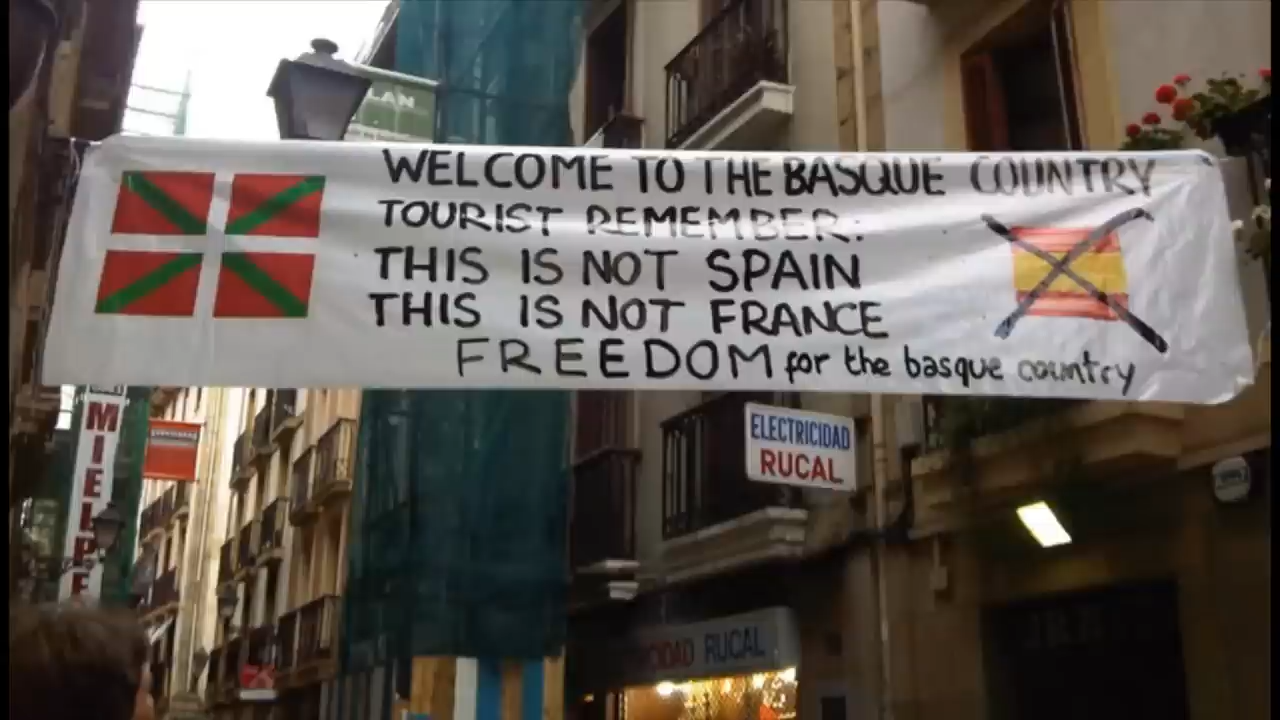 LAN
WELCOME TO THE BASQUE COUNTRY
TOURIST REMEMBER:
THIS IS NOT SPAIN
THIS IS NOT FRANCE
FREEDOM for the basque country
ELECTRICIDAD
RUCAL
RUCAL